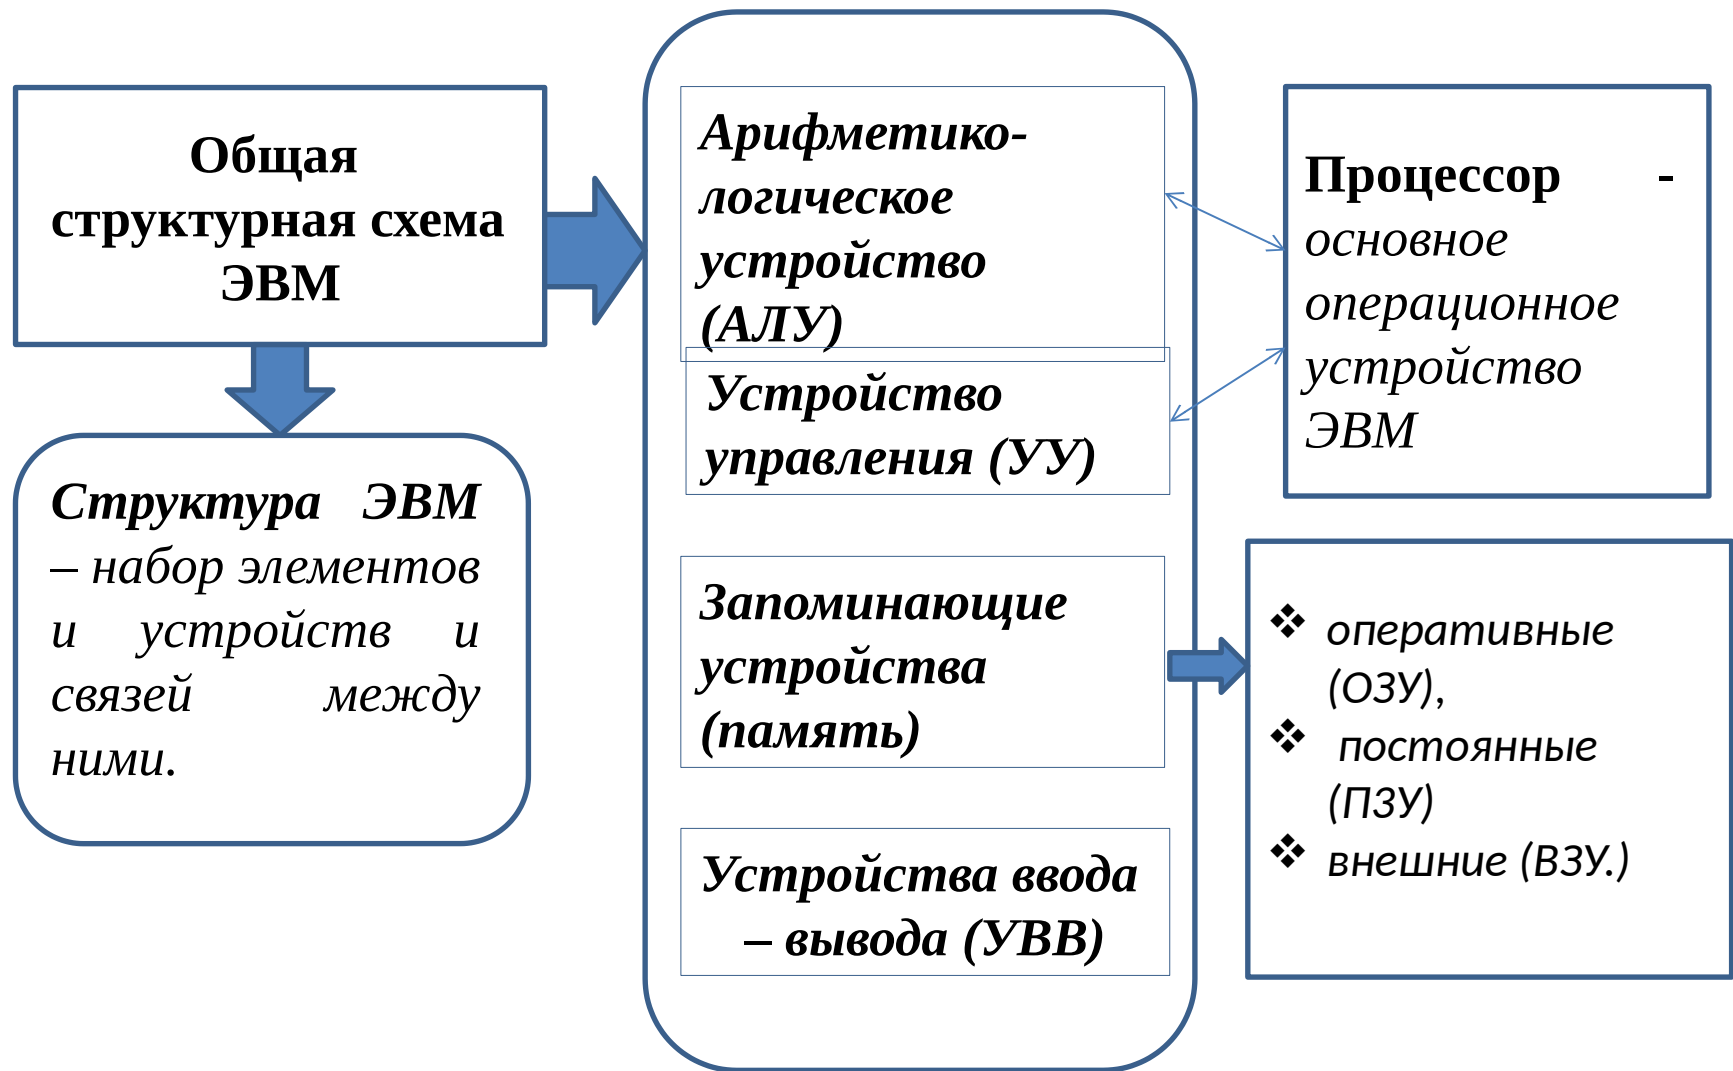 Общая
структурная схема
ЭВМ
Структура ЭВМ
– набор элементов
и устройств и
связей между
ними.
Арифметико-
логическое
устройство
(АЛУ)
Устройство
управления (УУ)
Запоминающие
устройства
(память)
Устройства ввода
– вывода (УВВ)
Процессор -
основное
операционное
устройство
ЭВМ
❖ оперативные
(ОЗУ),
❖ постоянные
(ПЗУ)
❖ внешние (ВЗУ.)